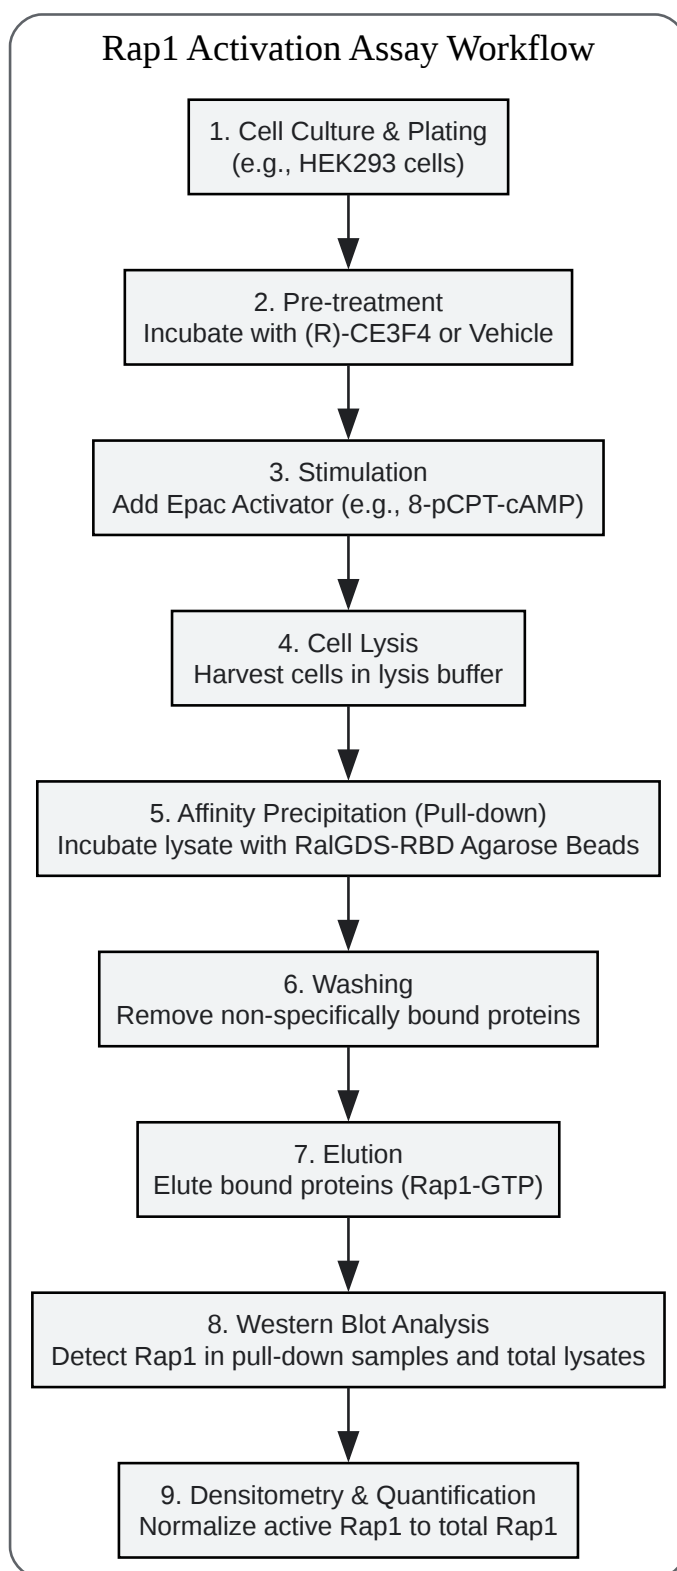 Rap1 Activation Assay Workflow
1. Cell Culture & Plating
(e.g., HEK293 cells)
2. Pre-treatment
Incubate with (R)-CE3F4 or Vehicle
3. Stimulation
Add Epac Activator (e.g., 8-pCPT-cAMP)
4. Cell Lysis
Harvest cells in lysis buffer
5. Affinity Precipitation (Pull-down)
Incubate lysate with RalGDS-RBD Agarose Beads
6. Washing
Remove non-specifically bound proteins
7. Elution
Elute bound proteins (Rap1-GTP)
8. Western Blot Analysis
Detect Rap1 in pull-down samples and total lysates
9. Densitometry & Quantification
Normalize active Rap1 to total Rap1